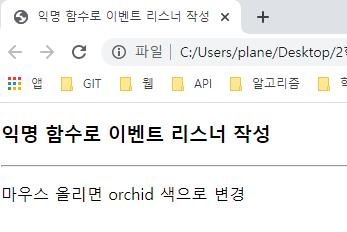 익명 함수로 이벤트 리스너 작성
파일 | C:/Users/plane/Desktop/2
앱 GIT 웹 API 알고리즘
익명 함수로 이벤트 리스너 작성
마우스 올리면 orchid 색으로 변경